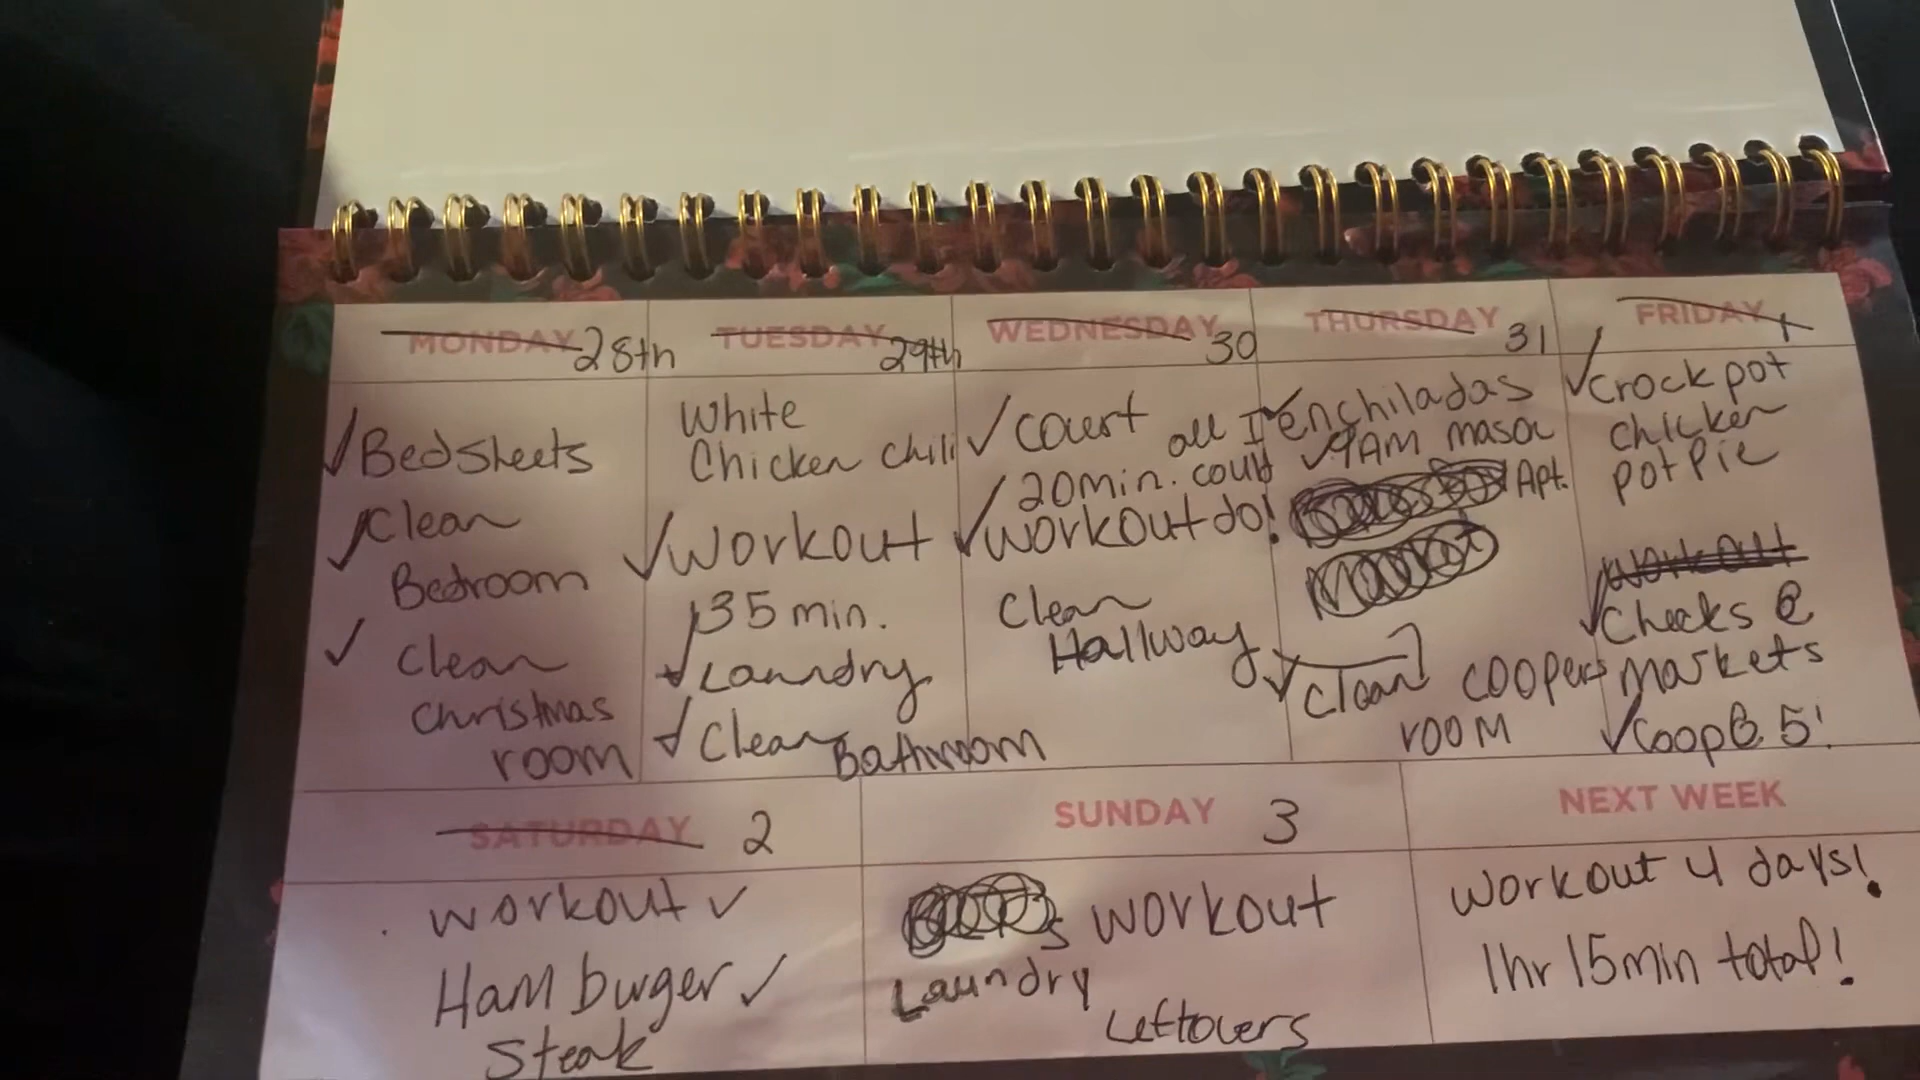 MONDAY 28th
✓Bedsheets
✓Clean
Bedroom
✓ Clean
Christmas
room
TUESDAY 29th
White
Chicken chili
✓Workout
35 min.
✓Laundry
✓Clean Bathroom
WEDNESDAY 30
✓court
✓20min. all I could
✓workout do!
Clean
Hallway
THURSDAY 31
✓enchiladas
✓9AM mason
Apt.
Market
✓Clean Coopers
room
FRIDAY 1
✓Crockpot
chicken
potpie
workout
✓Checks @
markets
✓Coop@ 5!
SATURDAY 2
workout ✓
Hamburger ✓
Steak
SUNDAY 3
workout
Laundry
Leftovers
NEXT WEEK
Workout 4 days!
1hr 15min total!